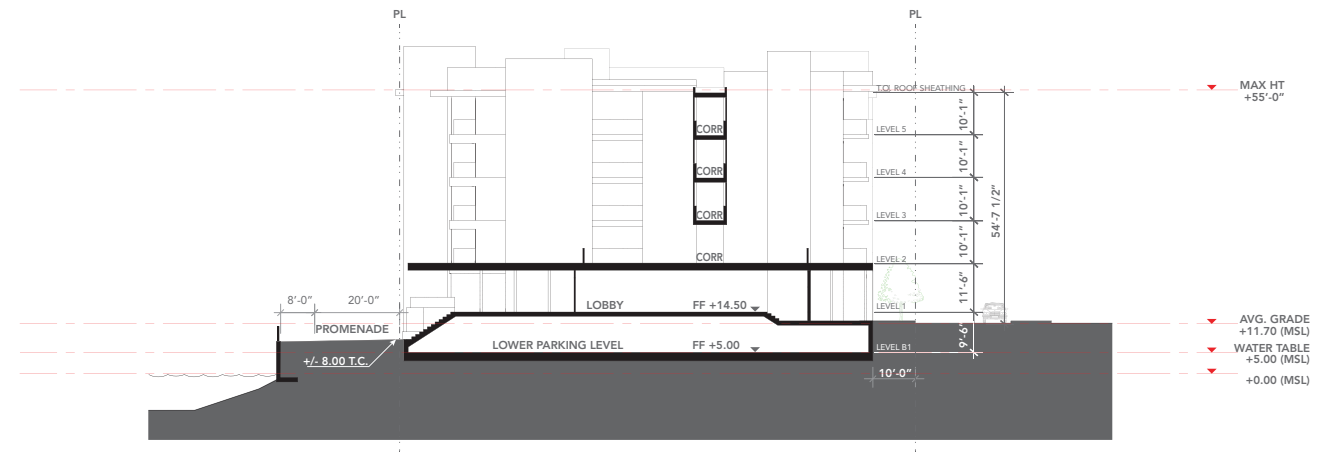 PL
PL
MAX HT
+55'-0"
T.O. ROOF SHEATHING
10'-1"
CORR
LEVEL 5
10'-1"
CORR
LEVEL 4
10'-1"
54'-7 1/2"
CORR
LEVEL 3
10'-1"
CORR
LEVEL 2
11'-6"
8'-0"
20'-0"
LOBBY
FF +14.50
LEVEL 1
PROMENADE
AVG. GRADE
+11.70 (MSL)
9'-6"
LOWER PARKING LEVEL
FF +5.00
LEVEL B1
WATER TABLE
+5.00 (MSL)
+/- 8.00 T.C.
10'-0"
+0.00 (MSL)